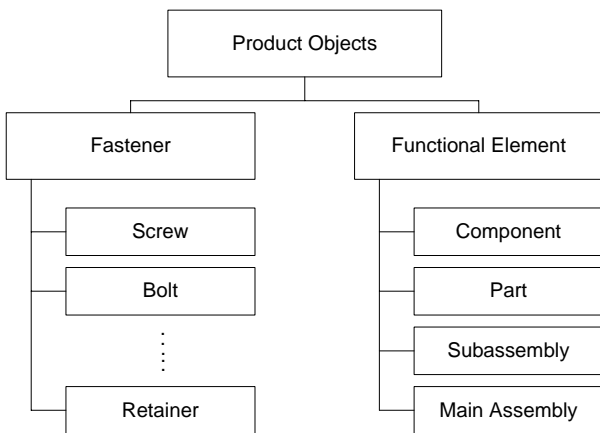 Product Objects
Fastener
Functional Element
Screw
Component
Bolt
Part
Subassembly
Retainer
Main Assembly